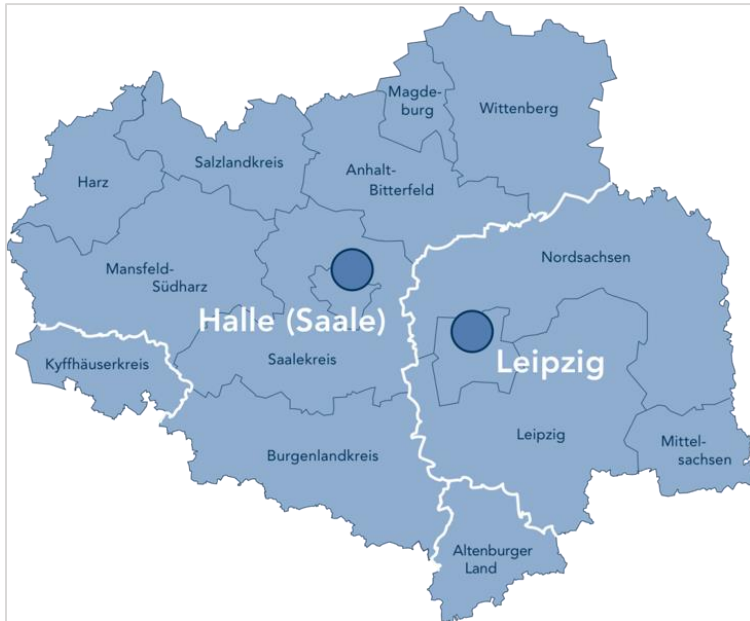 Magde-
burg
Wittenberg
Salzlandkreis
Harz
Anhalt-
Bitterfeld
Nordsachsen
Mansfeld-
Südharz
Halle (Saale)
Leipzig
Kyffhäuserkreis
Saalekreis
Leipzig
Mittel-
sachsen
Burgenlandkreis
Altenburger
Land